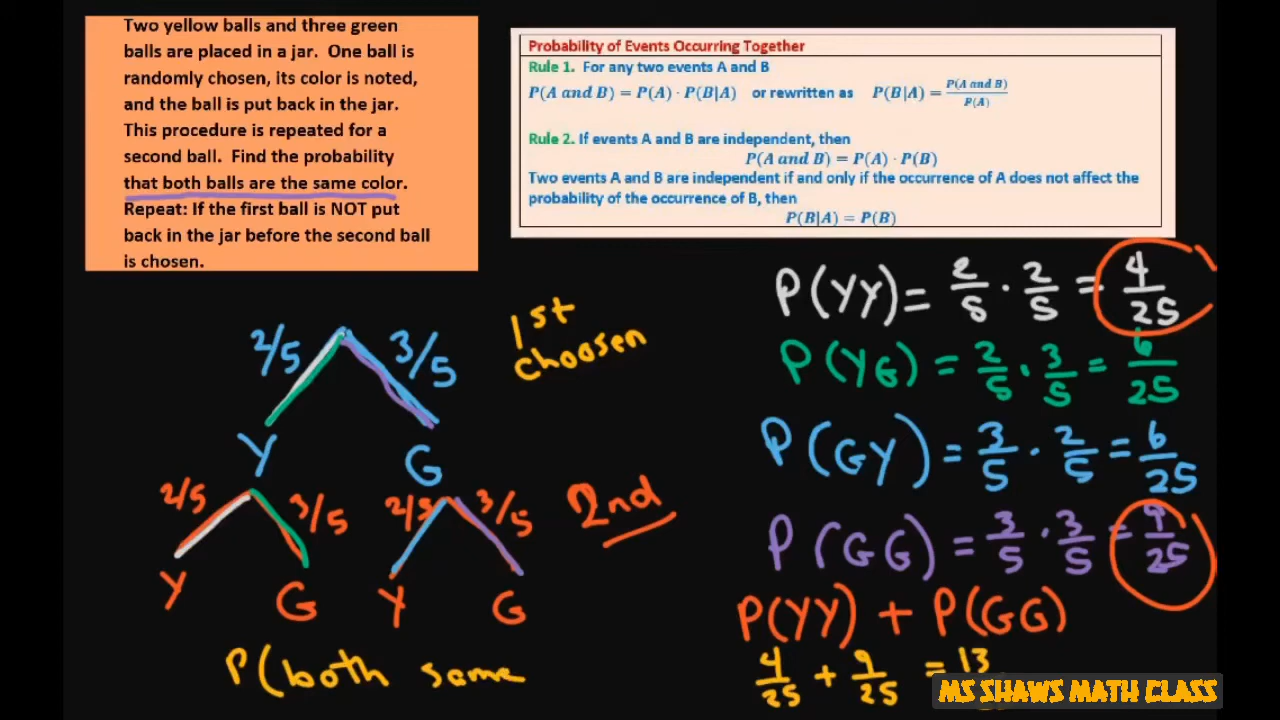 Two yellow balls and three green
balls are placed in a jar. One ball is
randomly chosen, its color is noted,
and the ball is put back in the jar.
This procedure is repeated for a
second ball. Find the probability
that both balls are the same color.
Repeat: If the first ball is NOT put
back in the jar before the second ball
is chosen.
Probability of Events Occurring Together
Rule 1. For any two events A and B
P(A and B) = P(A) · P(B|A) or rewritten as P(B|A) = P(A and B)/P(A)
Rule 2. If events A and B are independent, then
P(A and B) = P(A) · P(B)
Two events A and B are independent if and only if the occurrence of A does not affect the
probability of the occurrence of B, then
P(B|A) = P(B)
2/5 3/5
1st
choosen
Y G
2/5 3/5 2/5 3/5
2nd
Y G Y G
P(both same
P(YY) = 2/5 · 2/5 = 4/25
P(YG) = 2/5 · 3/5 = 6/25
P(GY) = 3/5 · 2/5 = 6/25
P(GG) = 3/5 · 3/5 = 9/25
P(YY) + P(GG)
4/25 + 9/25 = 13
MS SHAWS MATH CLASS